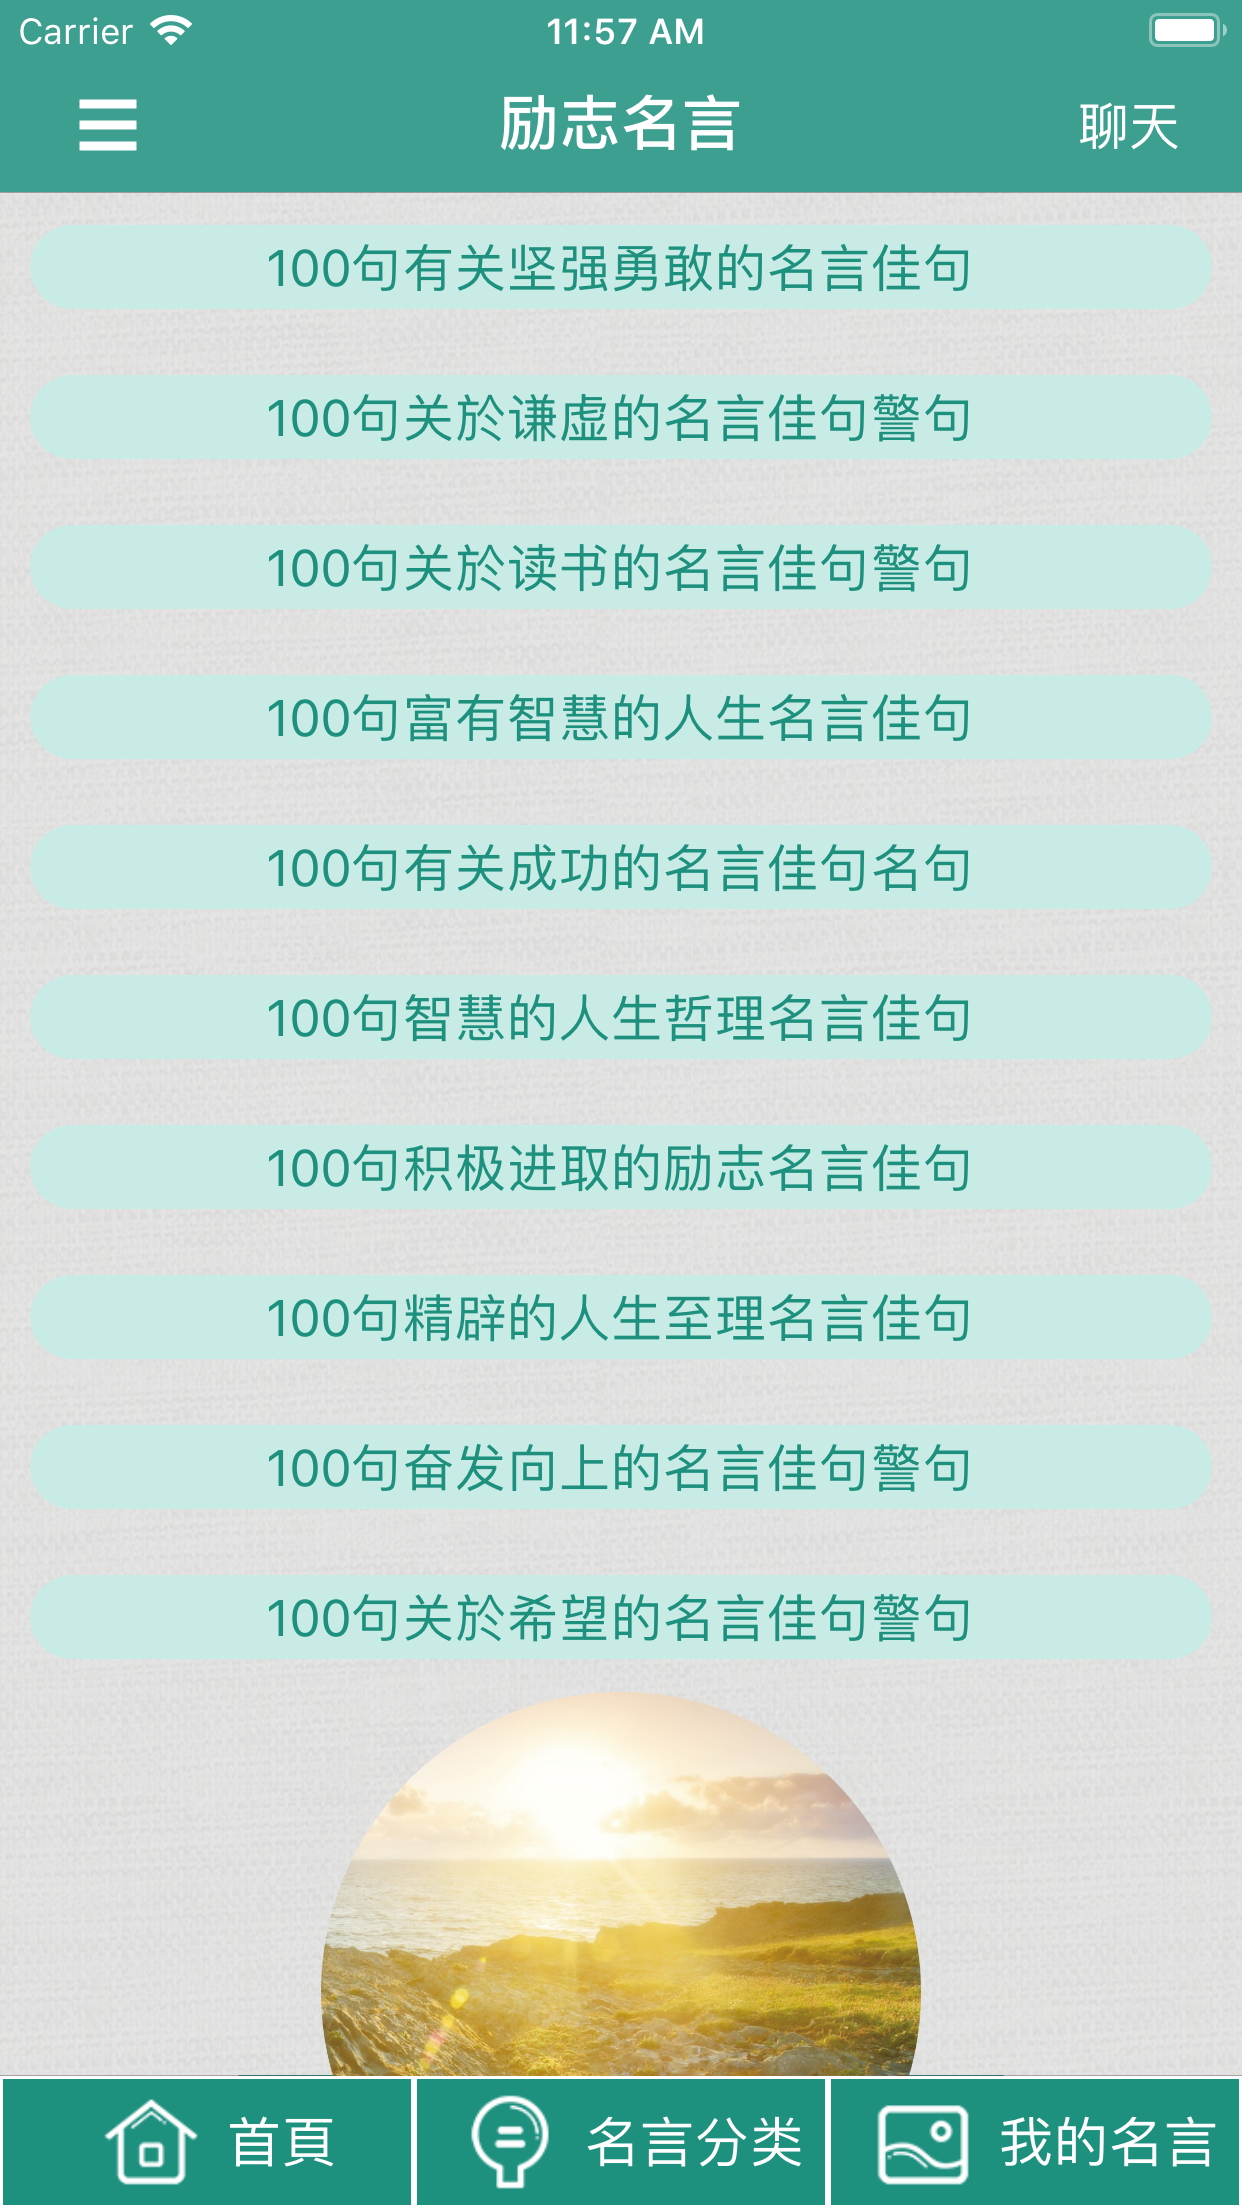 Carrier 11:57 AM
励志名言 聊天
100句有关坚强勇敢的名言佳句
100句关於谦虚的名言佳句警句
100句关於读书的名言佳句警句
100句富有智慧的人生名言佳句
100句有关成功的名言佳句名句
100句智慧的人生哲理名言佳句
100句积极进取的励志名言佳句
100句精辟的人生至理名言佳句
100句奋发向上的名言佳句警句
100句关於希望的名言佳句警句
首頁 名言分类 我的名言